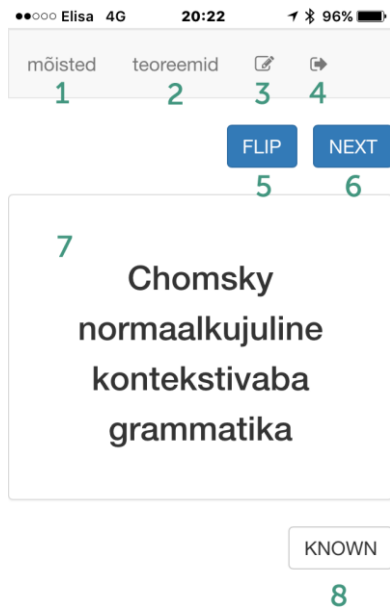 Elisa 4G 20:22 96%
mõisted teoreemid
1 2 3 4
FLIP NEXT
5 6
7
Chomsky
normaalkujuline
kontekstivaba
grammatika
KNOWN
8